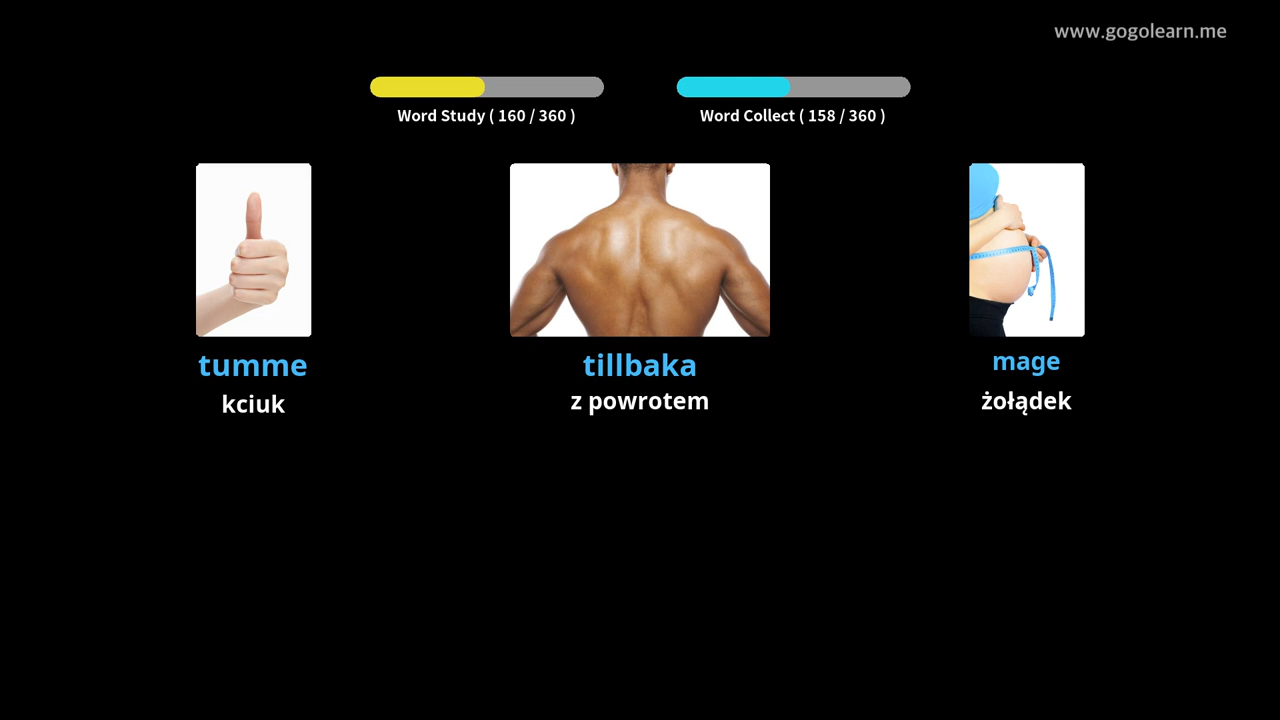 www.gogolearn.me
Word Study ( 160 / 360 )
Word Collect ( 158 / 360 )
tumme
tillbaka
mage
kciuk
z powrotem
żołądek